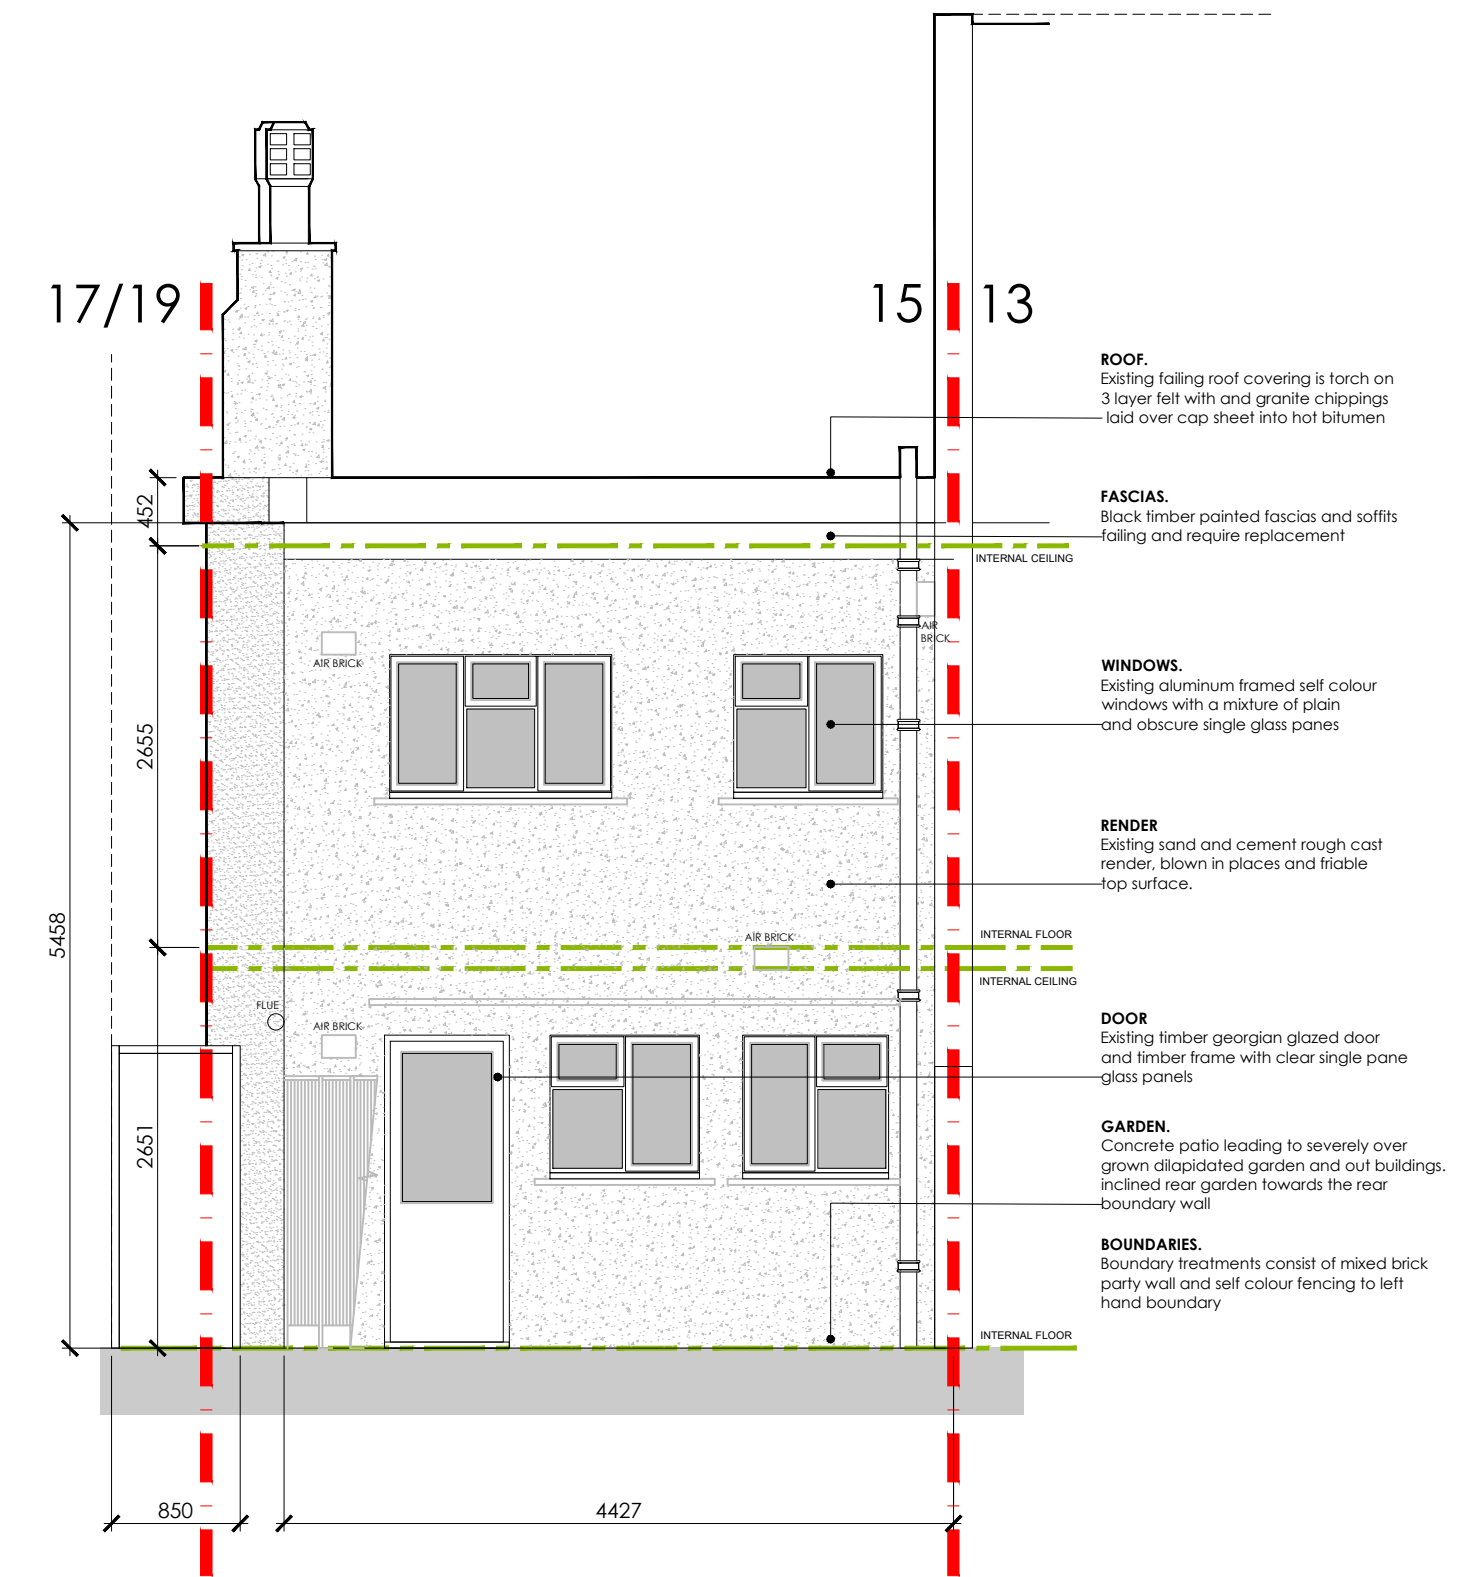 17/19
15
13
ROOF.
Existing failing roof covering is torch on
3 layer felt with and granite chippings
laid over cap sheet into hot bitumen
452
FASCIAS.
Black timber painted fascias and soffits
failing and require replacement
INTERNAL CEILING
AIR BRICK
AIR
BRICK
WINDOWS.
Existing aluminum framed self colour
windows with a mixture of plain
and obscure single glass panes
2655
RENDER
Existing sand and cement rough cast
render, blown in places and friable
top surface.
5458
AIR BRICK
INTERNAL FLOOR
INTERNAL CEILING
FLUE
AIR BRICK
DOOR
Existing timber georgian glazed door
and timber frame with clear single pane
glass panels
2651
GARDEN.
Concrete patio leading to severely over
grown dilapidated garden and out buildings.
inclined rear garden towards the rear
boundary wall
BOUNDARIES.
Boundary treatments consist of mixed brick
party wall and self colour fencing to left
hand boundary
INTERNAL FLOOR
850
4427